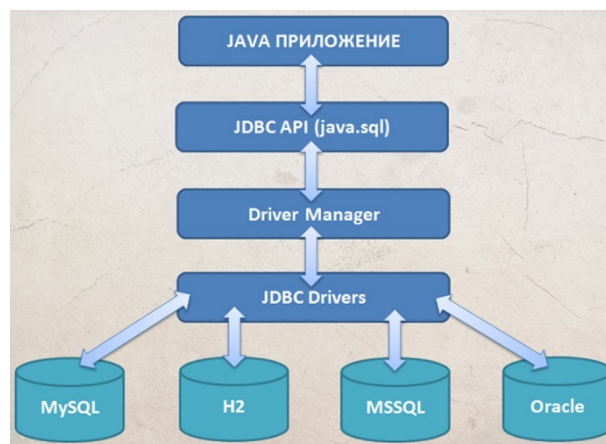 JAVA ПРИЛОЖЕНИЕ
JDBC API (java.sql)
Driver Manager
JDBC Drivers
MySQL
H2
MSSQL
Oracle